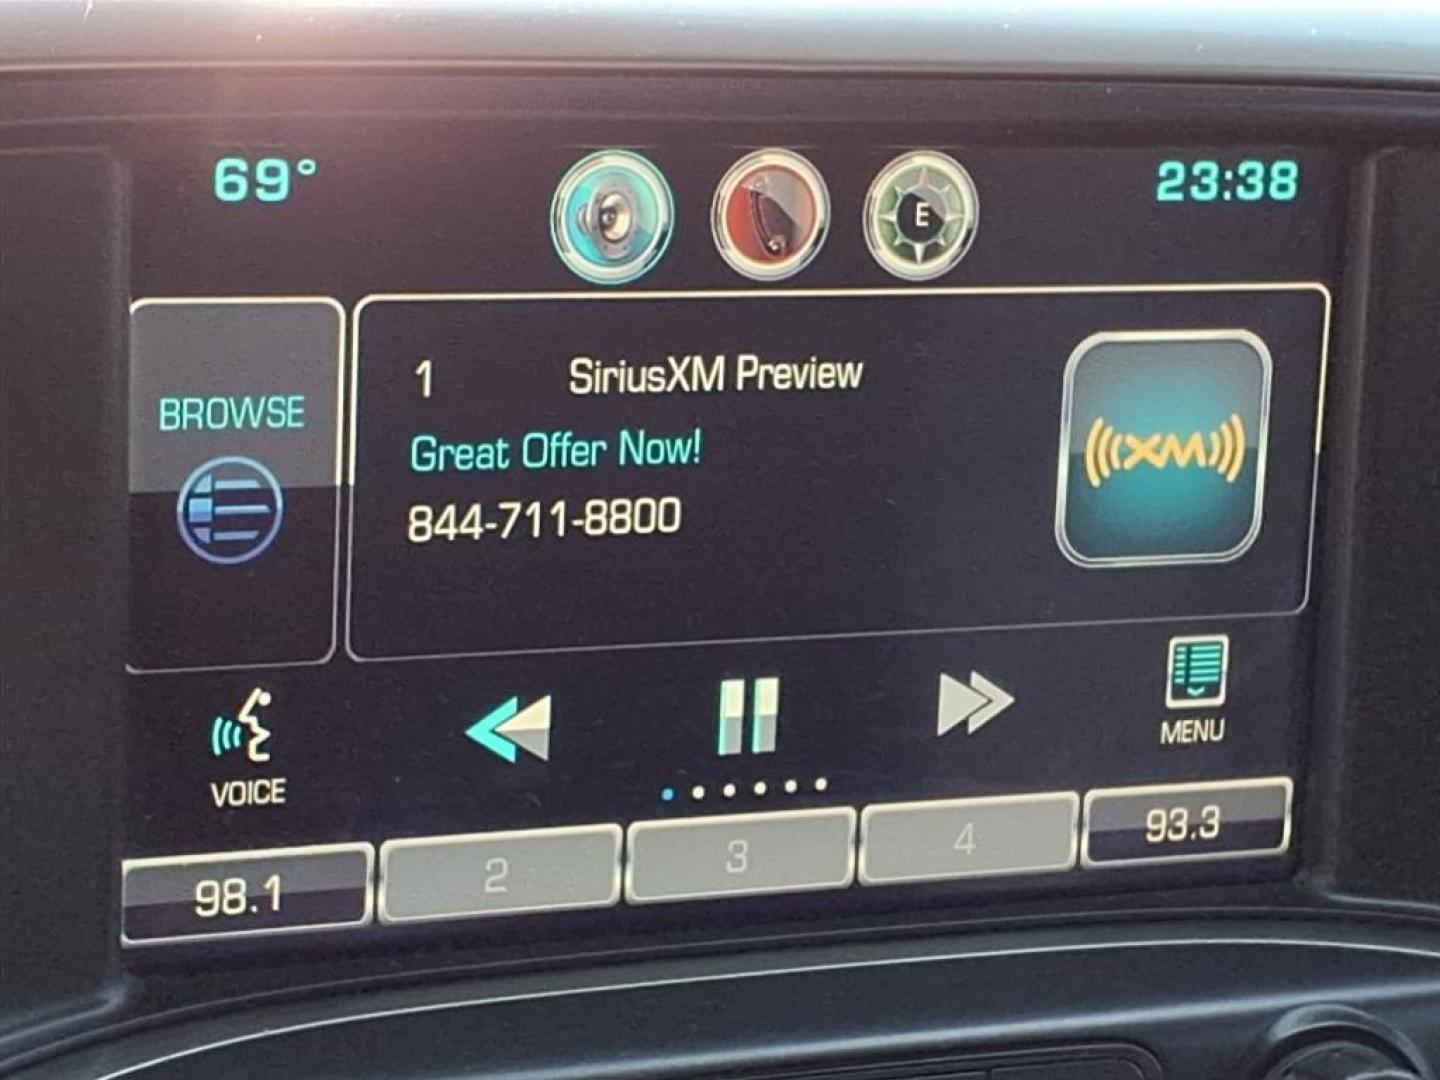 69°
E
23:38
BROWSE
1 SiriusXM Preview
Great Offer Now!
844-711-8800
((XM))
VOICE
MENU
98.1
2
3
4
93.3